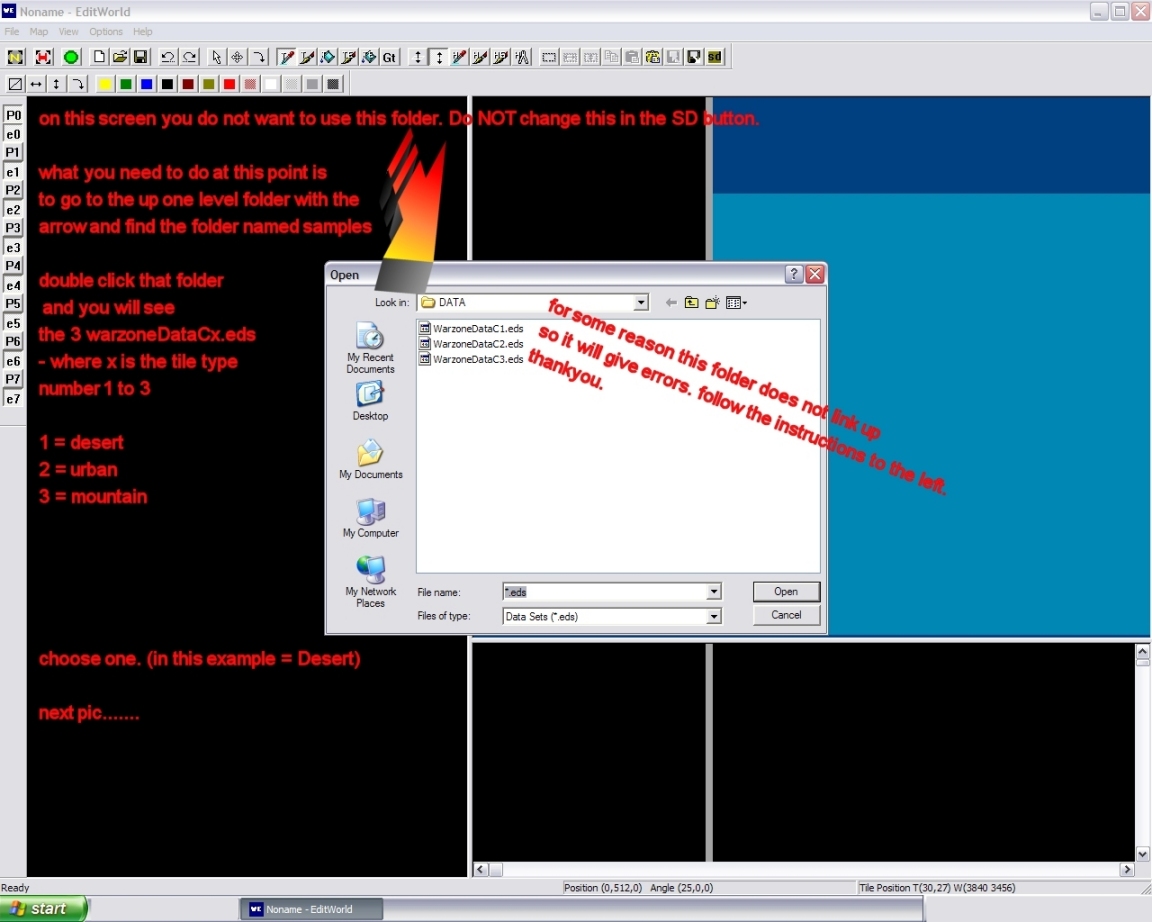 Noname - EditWorld
File Map View Options Help
Gt
sd
P0
e0
P1
e1
P2
e2
P3
e3
P4
e4
P5
e5
P6
e6
P7
e7
on this screen you do not want to use this folder. Do NOT change this in the SD button.
what you need to do at this point is
to go to the up one level folder with the
arrow and find the folder named samples
double click that folder
and you will see
the 3 warzoneDataCx.eds
- where x is the tile type
number 1 to 3
1 = desert
2 = urban
3 = mountain
choose one. (in this example = Desert)
next pic.......
Open
Look in: DATA
My Recent
Documents
Desktop
My Documents
My Computer
My Network
Places
WarzoneDataC1.eds
WarzoneDataC2.eds
WarzoneDataC3.eds
for some reason this folder does not link up
so it will give errors. follow the instructions to the left.
thankyou.
File name: *.eds Open
Files of type: Data Sets (*.eds) Cancel
Ready Position (0,512,0) Angle (25,0,0) Tile Position T(30,27) W(3840 3456)
start Noname - EditWorld